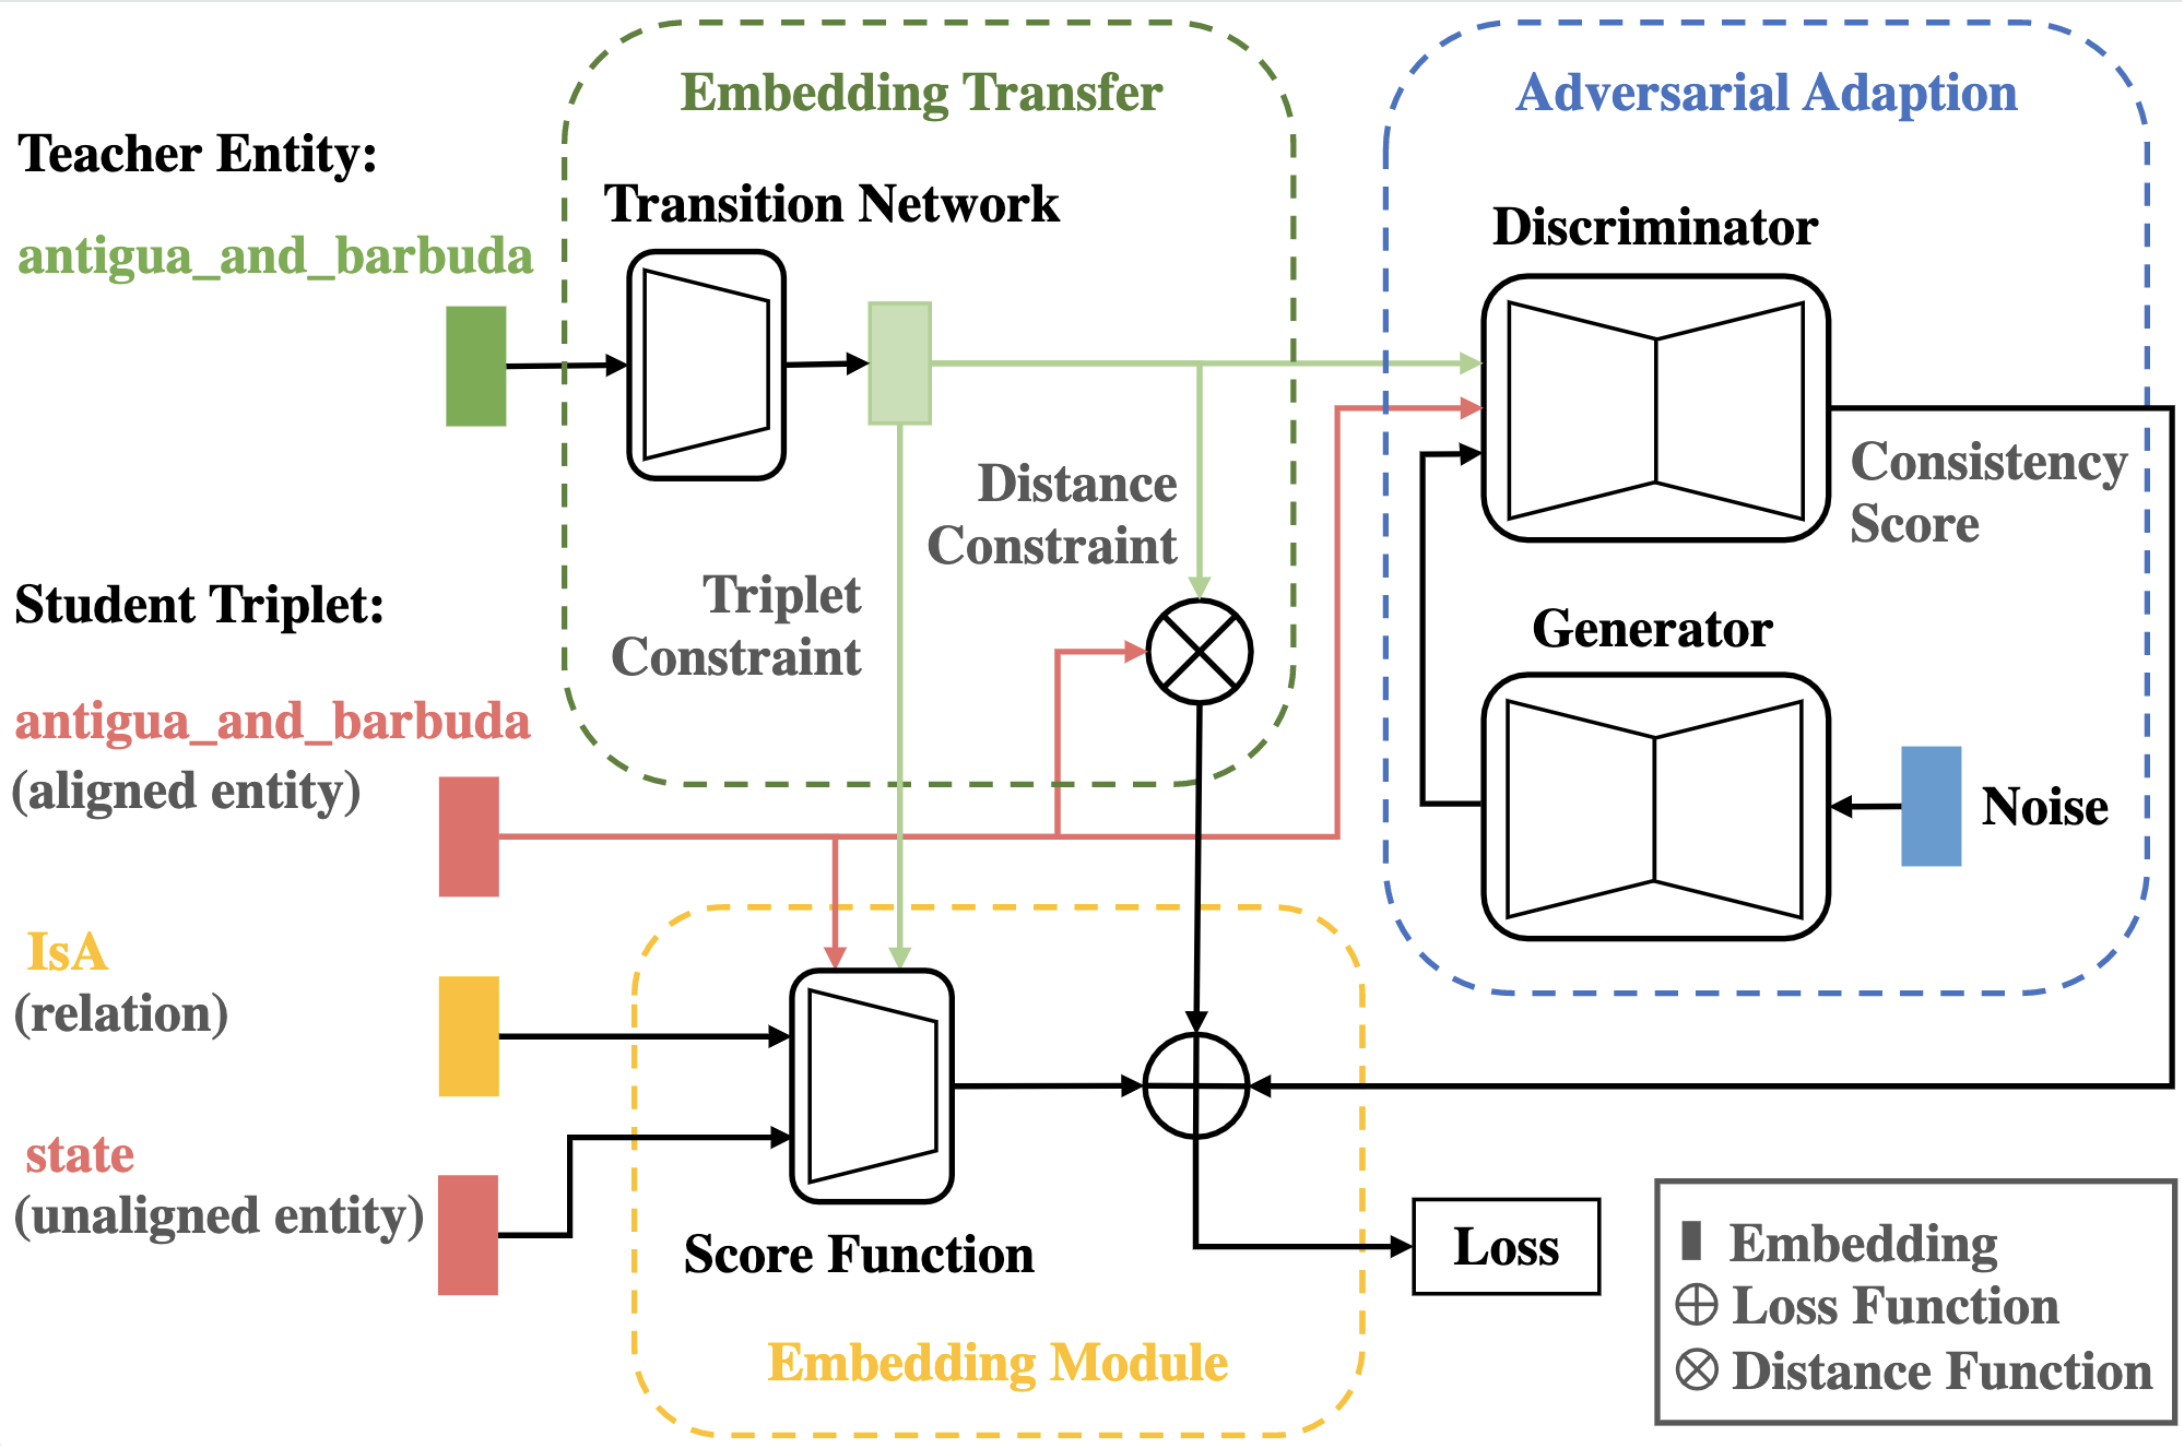 Embedding Transfer
Adversarial Adaption
Teacher Entity:
antigua_and_barbuda
Transition Network
Discriminator
Distance
Constraint
Consistency
Score
Triplet
Constraint
Student Triplet:
antigua_and_barbuda
(aligned entity)
Generator
Noise
IsA
(relation)
state
(unaligned entity)
Score Function
Loss
Embedding Module
Embedding
Loss Function
Distance Function